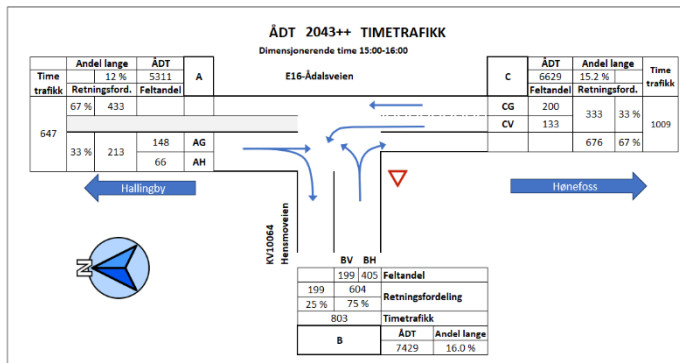 ÅDT 2043++ TIMETRAFIKK
Dimensjonerende time 15:00-16:00
Andel lange ÅDT
Time trafikk 12 % 5311 A
Retningsford. Feltandel
67 % 433
647
33 % 213 148 AG
66 AH
E16-Ådalsveien
C ÅDT Andel lange Time trafikk
6629 15.2 %
Feltandel Retningsford.
CG 200 333 33 %
CV 133
1009
676 67 %
Hallingby
Hønefoss
N
KV10064
Hensmoveien
BV BH
199 405 Feltandel
199 604 Retningsfordeling
25 % 75 %
803 Timetrafikk
B ÅDT Andel lange
7429 16.0 %